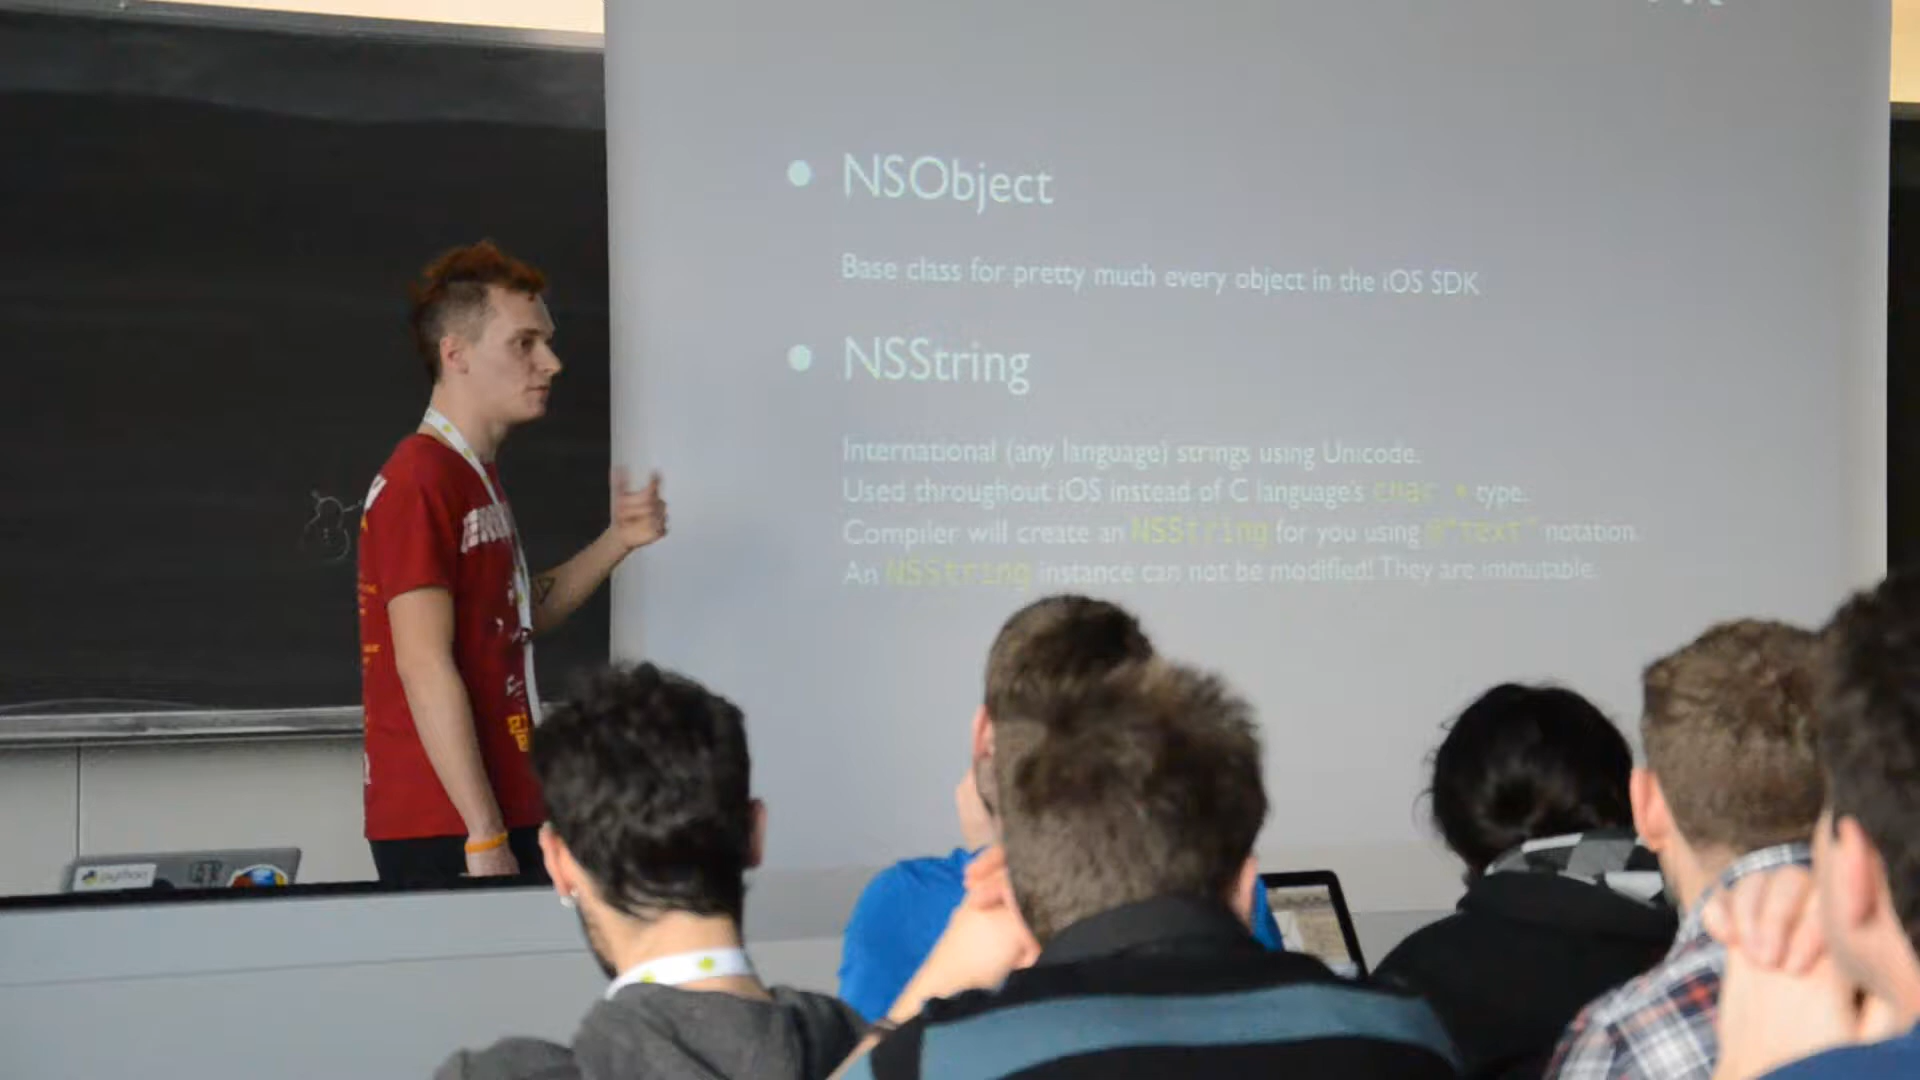 • NSObject
Base class for pretty much every object in the iOS SDK
• NSString
International (any language) strings using Unicode.
Used throughout iOS instead of C language's char * type.
Compiler will create an NSString for you using @"text" notation.
An NSString instance can not be modified! They are immutable.
python